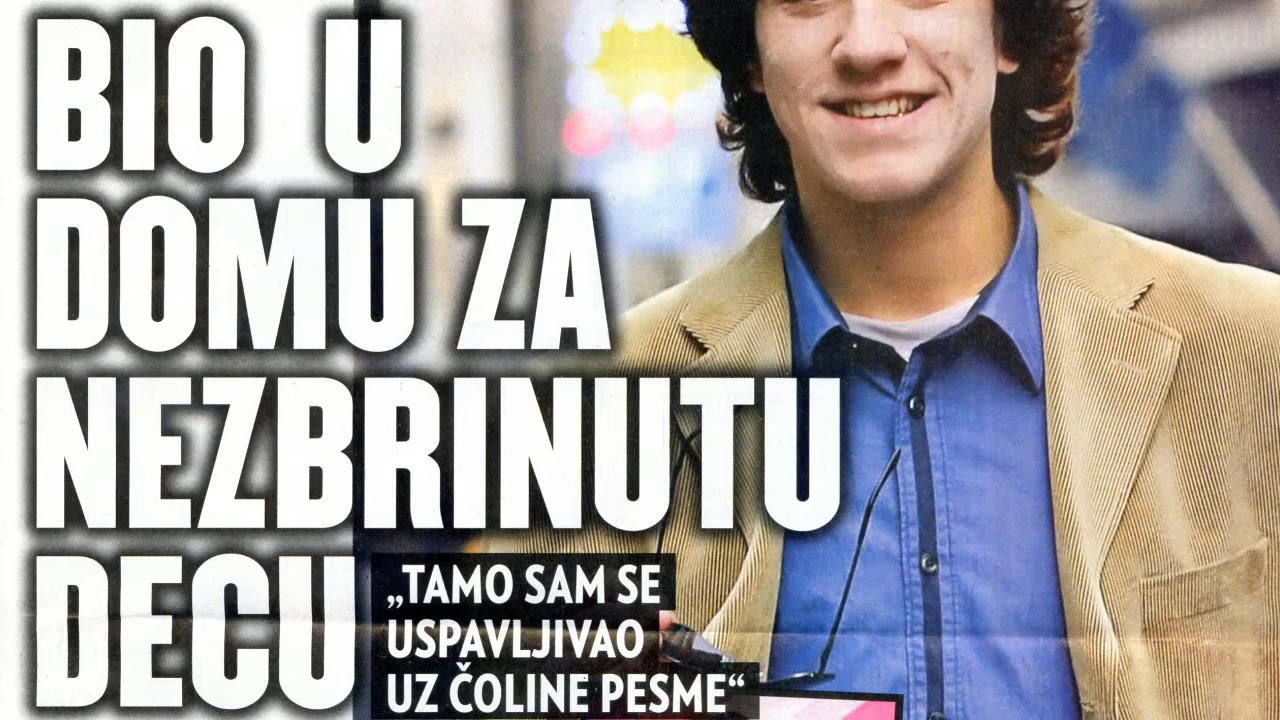 BIO U
DOMU ZA
NEZBRINUTU
DECU
„TAMO SAM SE
USPAVLJIVAO
UZ ČOLINE PESME“